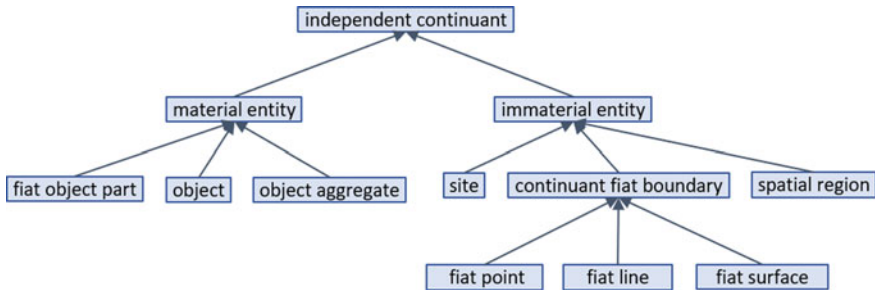 independent continuant
material entity
immaterial entity
fiat object part
object
object aggregate
site
continuant fiat boundary
spatial region
fiat point
fiat line
fiat surface